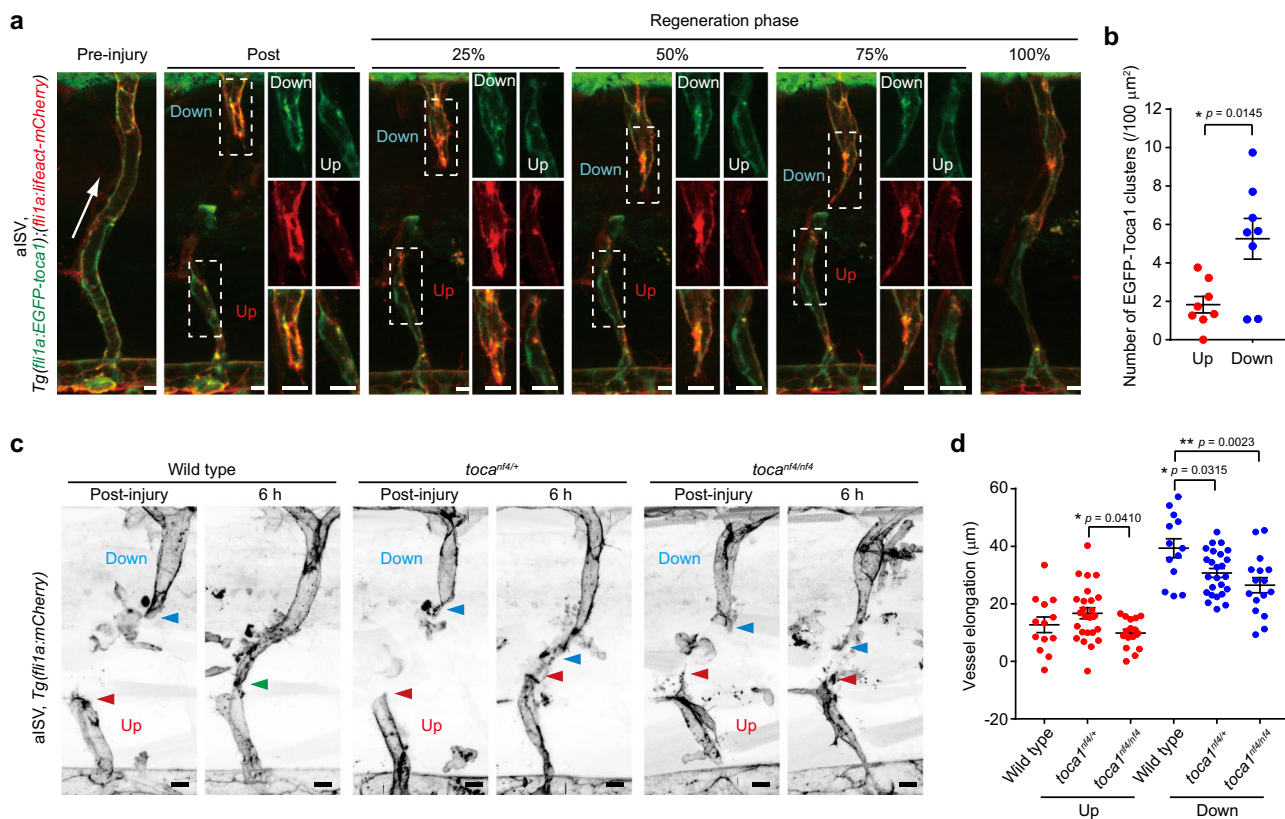 a
Regeneration phase
Pre-injury Post 25% 50% 75% 100%
aISV,
Tg(fli1a:EGFP-toca1);(fli1a:lifeact-mCherry)
Down Down Up Up
Down Down Up Up
Down Down Up Up
Down Down Up Up
b
Number of EGFP-Toca1 clusters (/100 µm²)
* p = 0.0145
12
10
8
6
4
2
0
Up Down
c
Wild type toca^nf4/+ toca^nf4/nf4
Post-injury 6 h Post-injury 6 h Post-injury 6 h
aISV, Tg(fli1a:mCherry)
Down Down Down
Up Up Up
d
** p = 0.0023
* p = 0.0315
* p = 0.0410
Vessel elongation (µm)
60
40
20
0
-20
Wild type toca1^nf4/+ toca1^nf4/nf4 Wild type toca1^nf4/+ toca1^nf4/nf4
Up Down